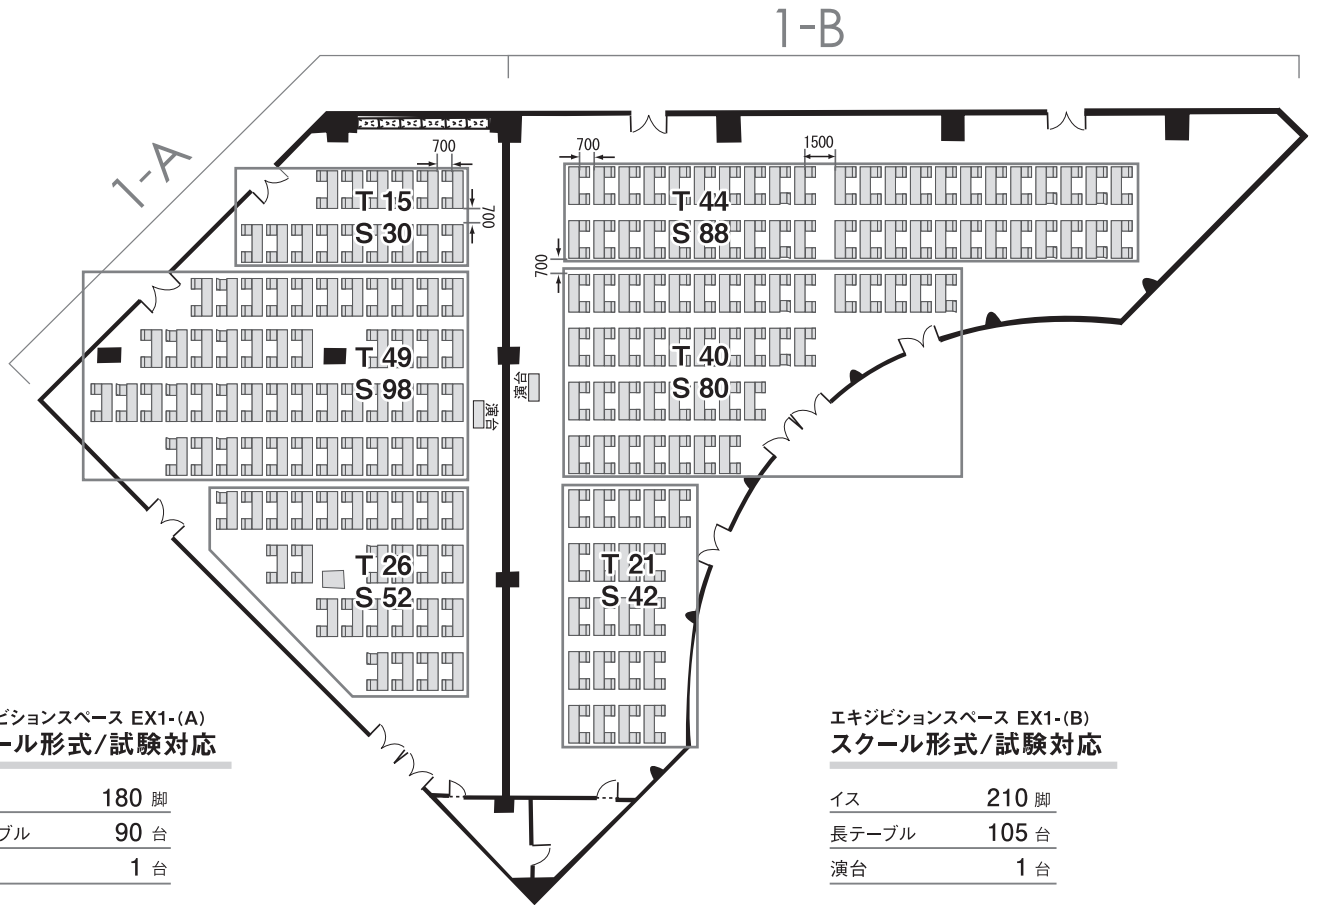 1-B
1-A
700
700
1500
T 15
S 30
700
T 44
S 88
700
T 49
S 98
演台
演台
T 40
S 80
T 26
S 52
T 21
S 42
ビションスペース EX1-(A)
ール形式/試験対応
180 脚
ブル 90 台
1 台
エキジビションスペース EX1-(B)
スクール形式/試験対応
イス 210 脚
長テーブル 105 台
演台 1 台